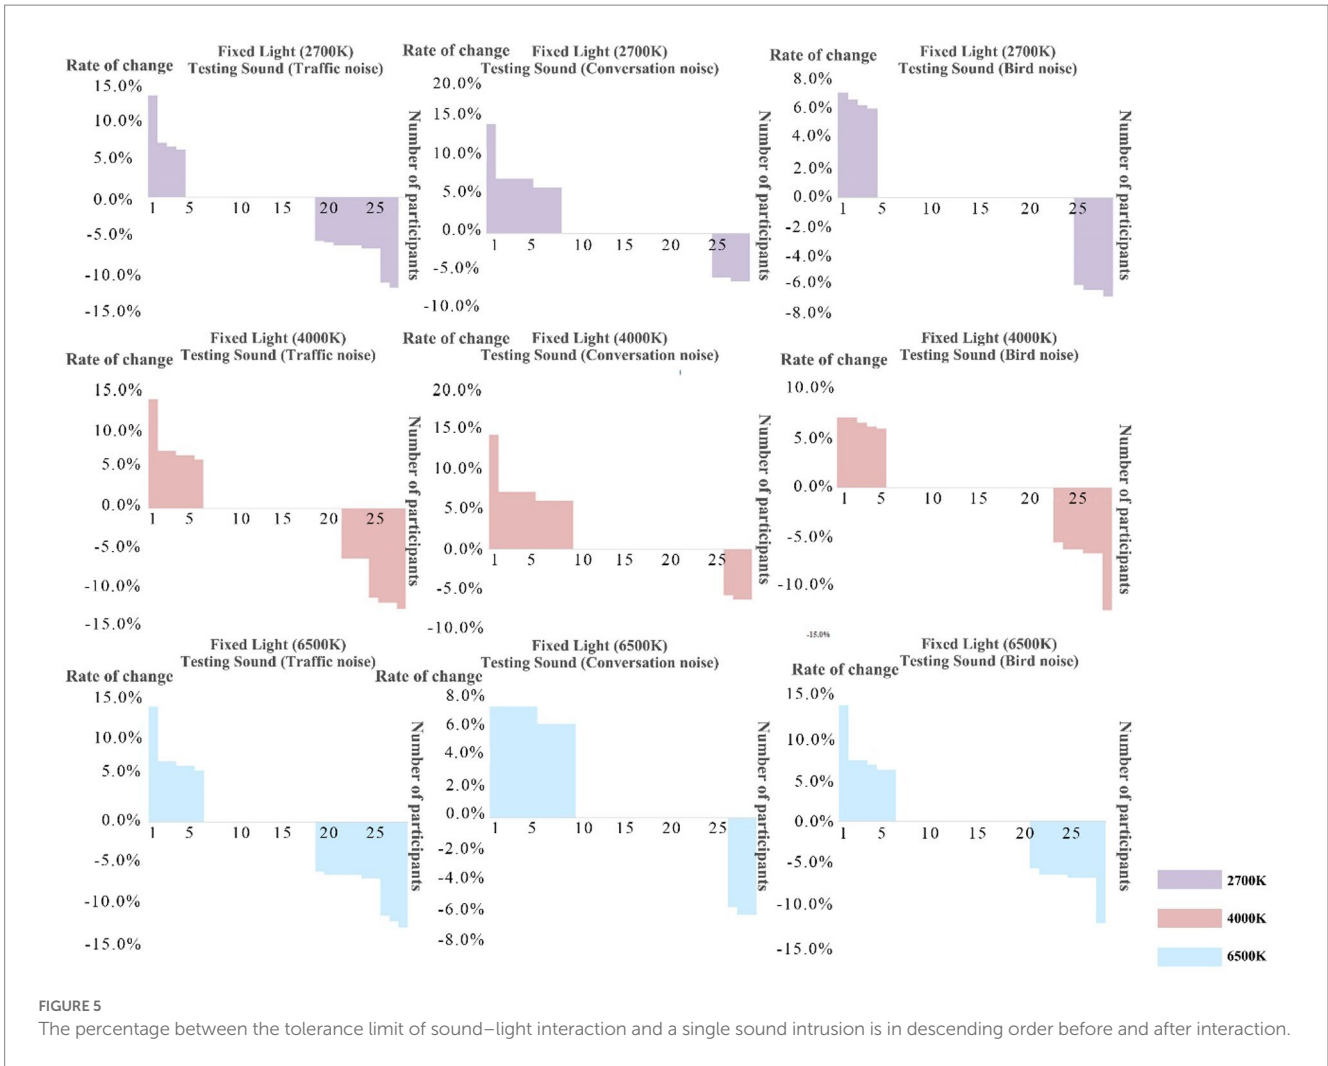 Rate of change
Fixed Light (2700K)
Testing Sound (Traffic noise)
15.0%
10.0%
5.0%
0.0%
-5.0%
-10.0%
-15.0%
1 5 10 15 20 25
Number of participants
Rate of change
Fixed Light (2700K)
Testing Sound (Conversation noise)
20.0%
15.0%
10.0%
5.0%
0.0%
-5.0%
-10.0%
1 5 10 15 20 25
Number of participants
Rate of change
Fixed Light (2700K)
Testing Sound (Bird noise)
8.0%
6.0%
4.0%
2.0%
0.0%
-2.0%
-4.0%
-6.0%
-8.0%
1 5 10 15 20 25
Number of participants
Rate of change
Fixed Light (4000K)
Testing Sound (Traffic noise)
15.0%
10.0%
5.0%
0.0%
-5.0%
-10.0%
-15.0%
1 5 10 15 20 25
Number of participants
Rate of change
Fixed Light (4000K)
Testing Sound (Conversation noise)
20.0%
15.0%
10.0%
5.0%
0.0%
-5.0%
-10.0%
1 5 10 15 20 25
Number of participants
Rate of change
Fixed Light (4000K)
Testing Sound (Bird noise)
10.0%
5.0%
0.0%
-5.0%
-10.0%
-15.0%
1 5 10 15 20 25
Number of participants
Rate of change
Fixed Light (6500K)
Testing Sound (Traffic noise)
15.0%
10.0%
5.0%
0.0%
-5.0%
-10.0%
-15.0%
1 5 10 15 20 25
Number of participants
Rate of change
Fixed Light (6500K)
Testing Sound (Conversation noise)
8.0%
6.0%
4.0%
2.0%
0.0%
-2.0%
-4.0%
-6.0%
-8.0%
1 5 10 15 20 25
Number of participants
Rate of change
Fixed Light (6500K)
Testing Sound (Bird noise)
15.0%
10.0%
5.0%
0.0%
-5.0%
-10.0%
-15.0%
1 5 10 15 20 25
Number of participants
2700K
4000K
6500K
FIGURE 5
The percentage between the tolerance limit of sound–light interaction and a single sound intrusion is in descending order before and after interaction.